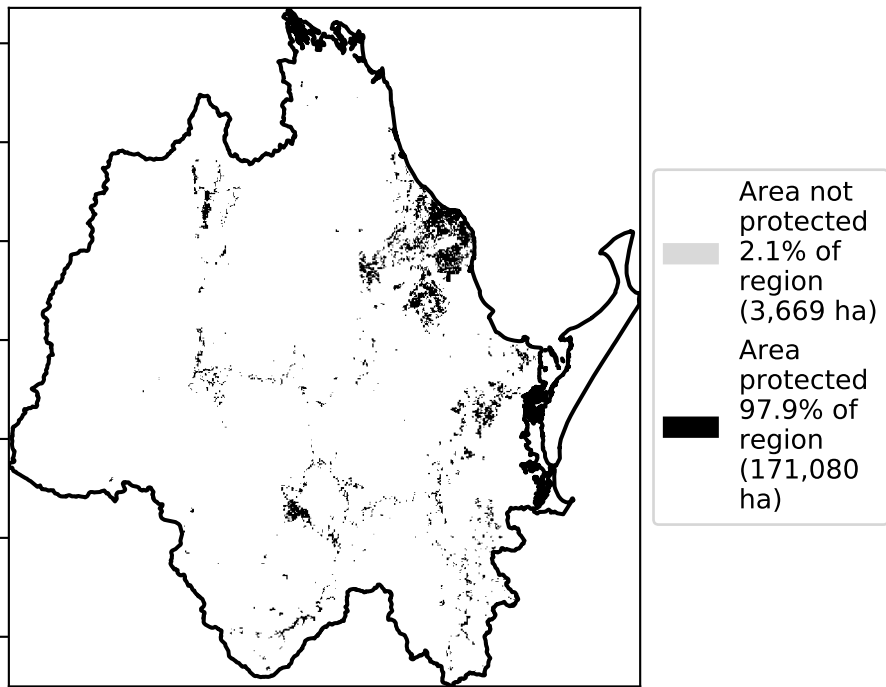 Area not
protected
2.1% of
region
(3,669 ha)
Area
protected
97.9% of
region
(171,080
ha)